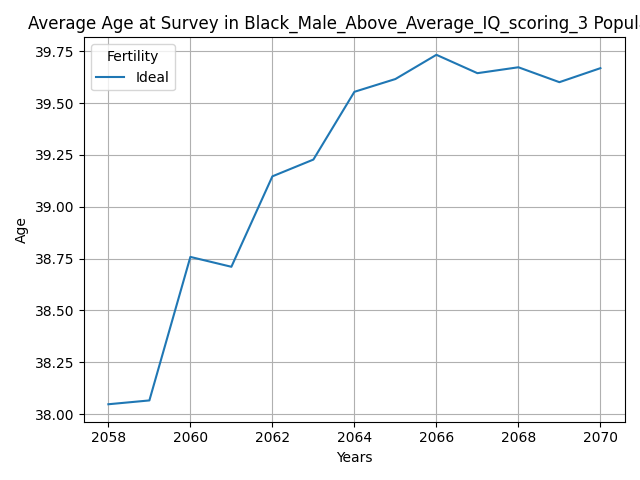 Average Age at Survey in Black_Male_Above_Average_IQ_scoring_3 Popula
Fertility
Ideal
39.75
39.50
39.25
39.00
38.75
38.50
38.25
38.00
Age
2058 2060 2062 2064 2066 2068 2070
Years